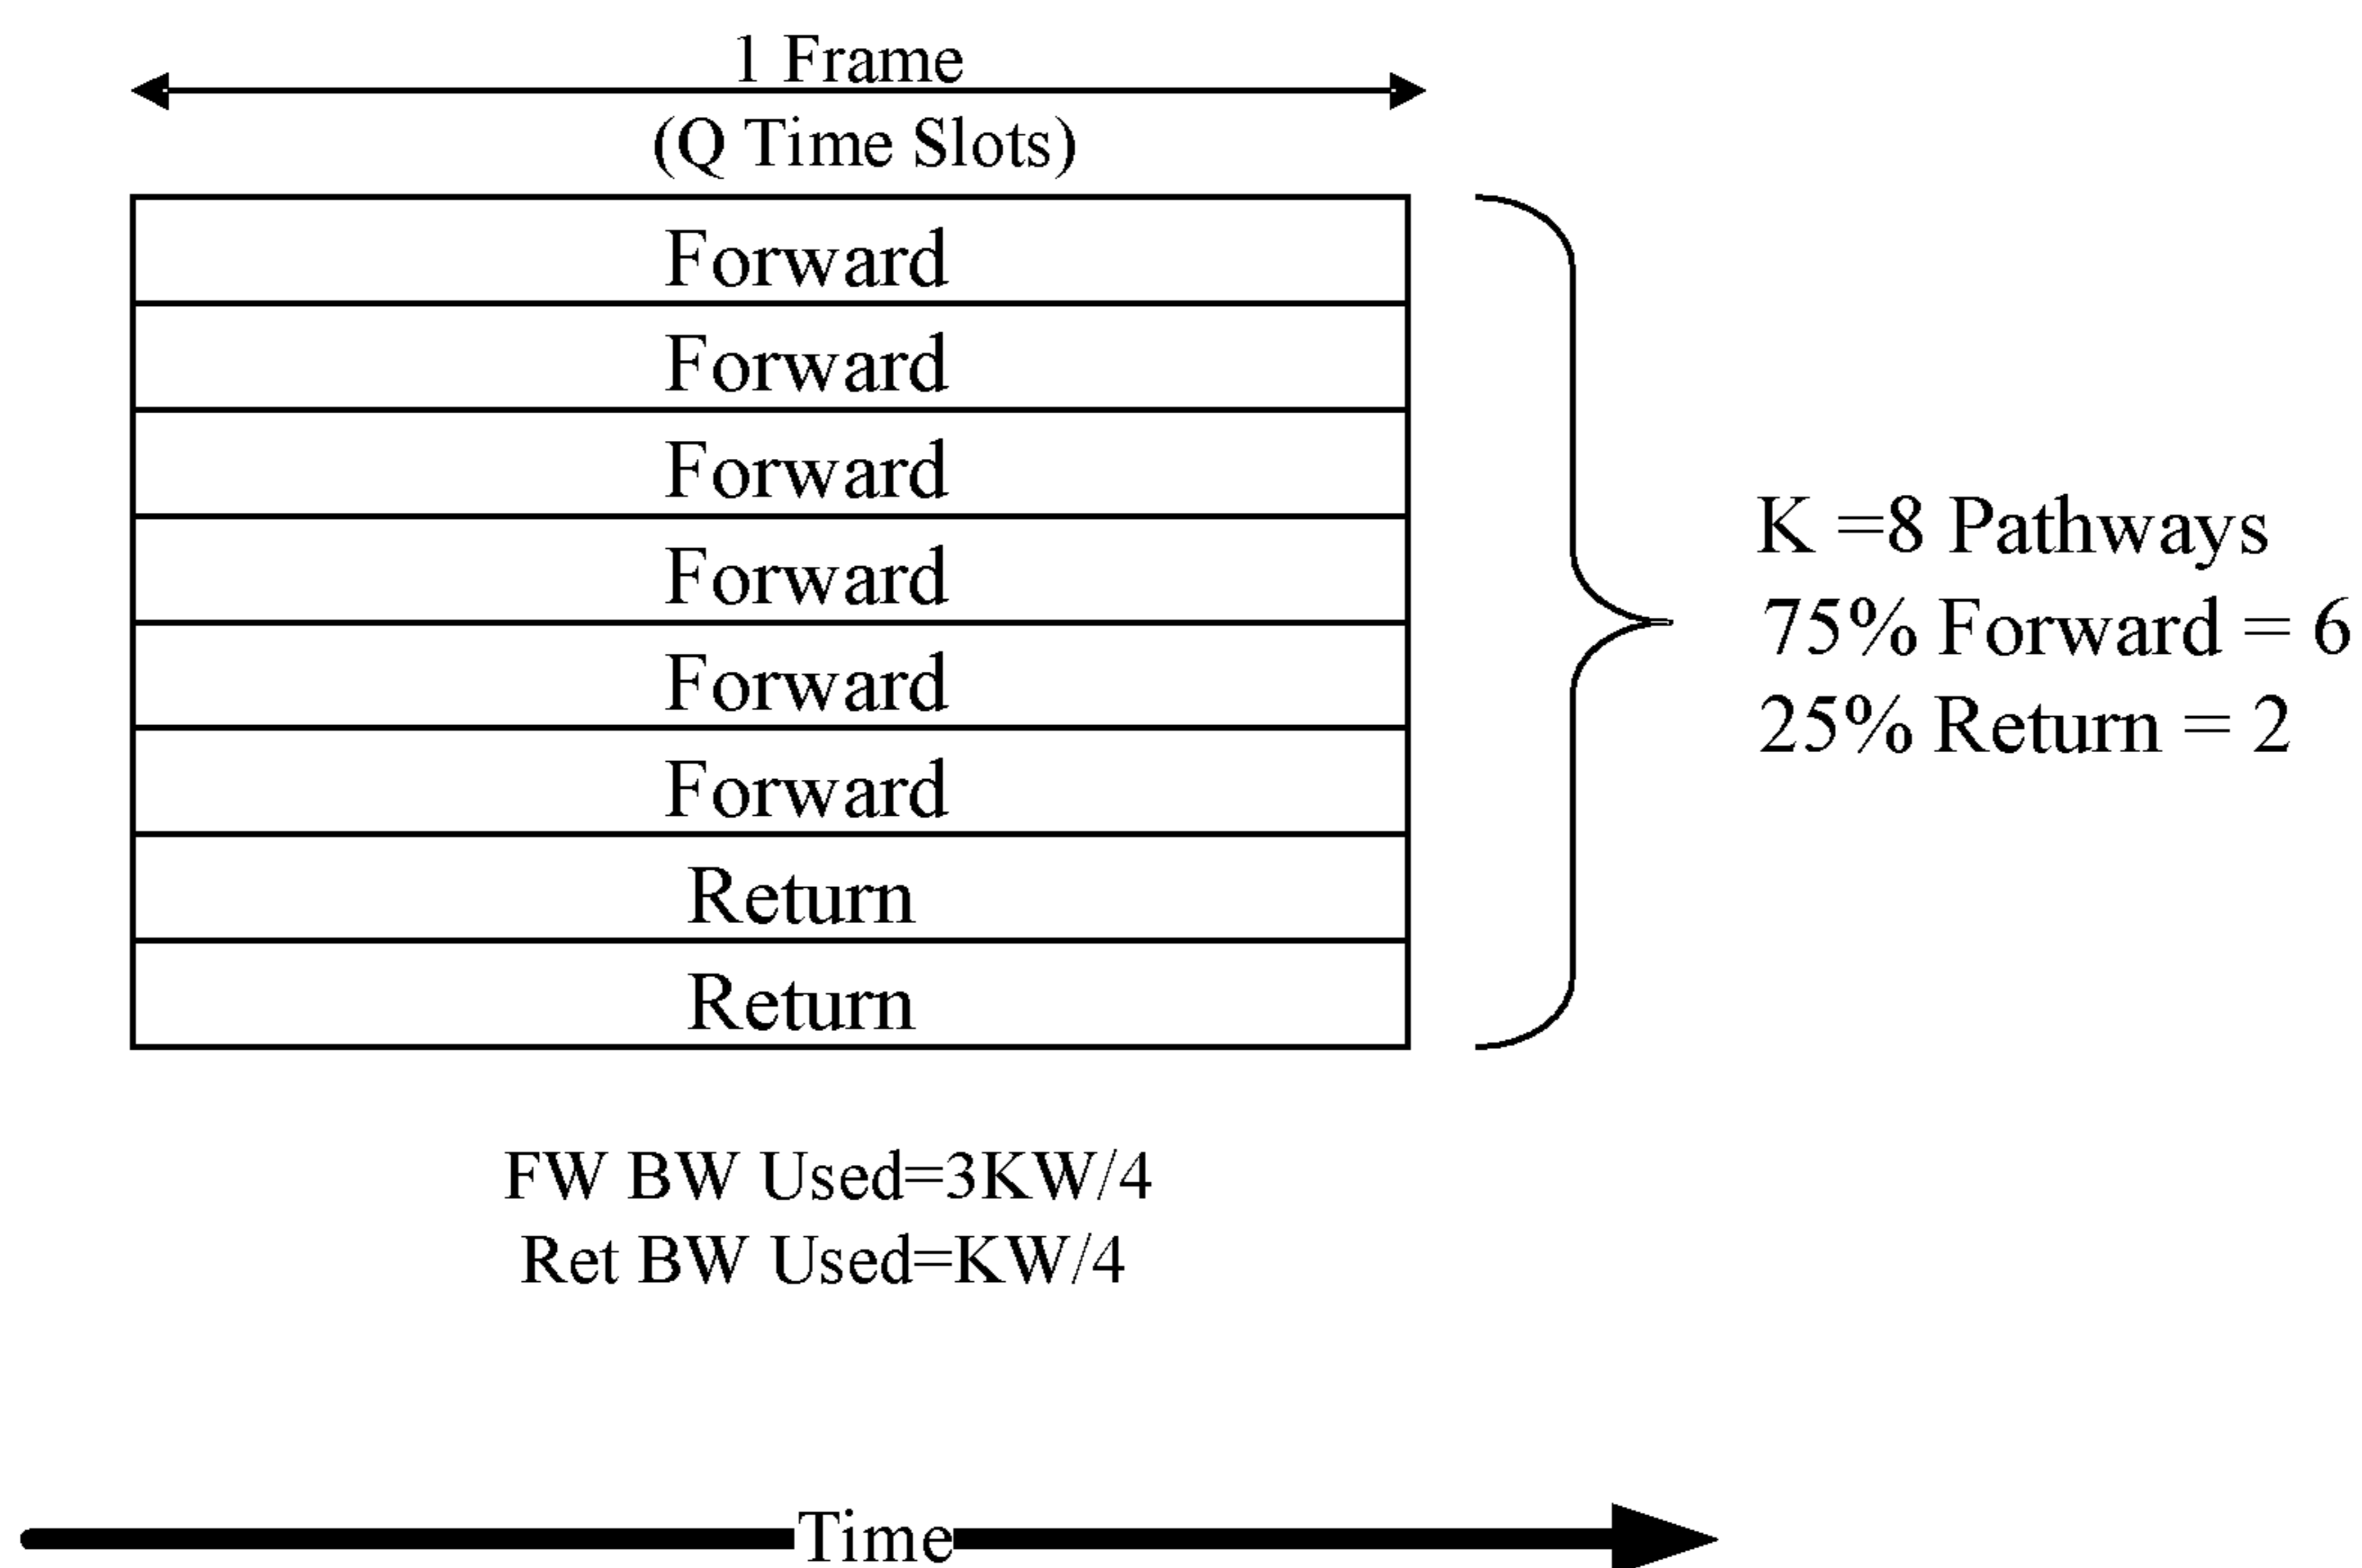 1 Frame
(Q Time Slots)
Forward
Forward
Forward
Forward
Forward
Forward
Return
Return
K =8 Pathways
75% Forward = 6
25% Return = 2
FW BW Used=3KW/4
Ret BW Used=KW/4
Time